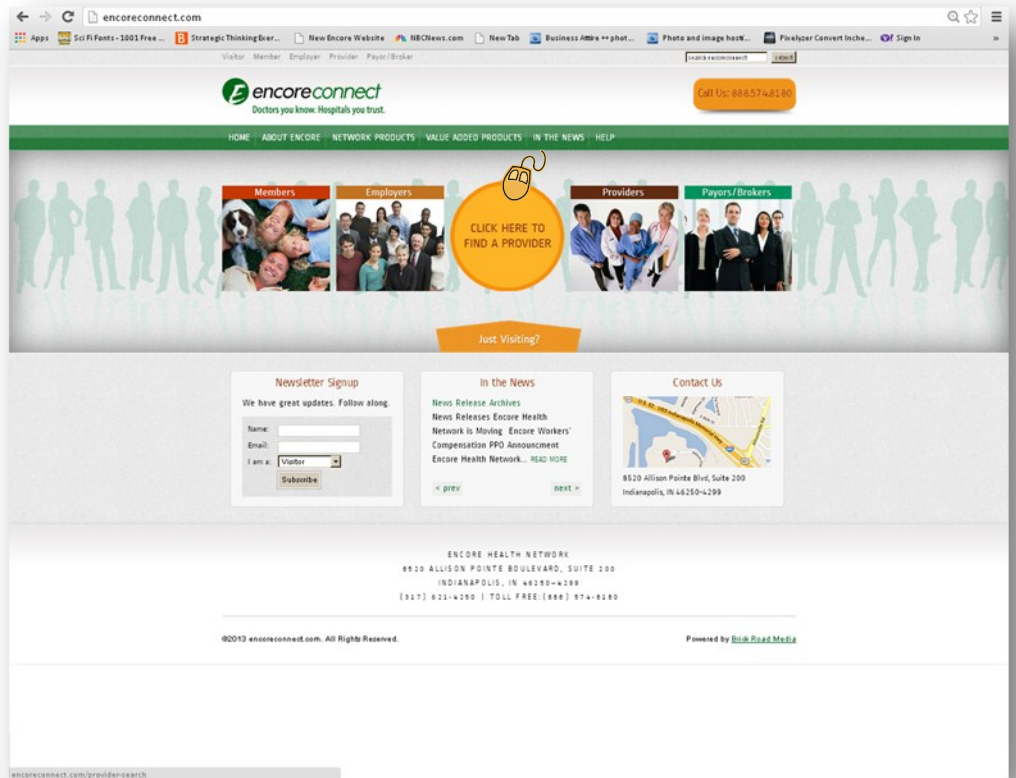 encoreconnect.com
Apps Sci Fi Fonts - 1001 Free ... Strategic Thinking Exer... New Encore Website NBCNews.com New Tab Business Attire ++ phot... Photo and image hosti... Pixelyzer Convert Inche... Sign In »
Visitor Member Employer Provider Payor/Broker search encoreconnect
encoreconnect
Doctors you know. Hospitals you trust.
Call Us: 888.574.8180
HOME ABOUT ENCORE NETWORK PRODUCTS VALUE ADDED PRODUCTS IN THE NEWS HELP
Members Employers Providers Payors/Brokers
CLICK HERE TO
FIND A PROVIDER
Just Visiting?
Newsletter Signup
We have great updates. Follow along.
Name:
Email:
I am a: Visitor
Subscribe
In the News
News Release Archives
News Releases Encore Health
Network is Moving Encore Workers'
Compensation PPO Announcment
Encore Health Network... READ MORE
< prev next >
Contact Us
8520 Allison Pointe Blvd, Suite 200
Indianapolis, IN 46250-4299
ENCORE HEALTH NETWORK
8520 ALLISON POINTE BOULEVARD, SUITE 200
INDIANAPOLIS, IN 46250-4299
(317) 621-4250 | TOLL FREE:(888) 574-8180
©2013 encoreconnect.com. All Rights Reserved.
Powered by Brick Road Media
encoreconnect.com/provider-search